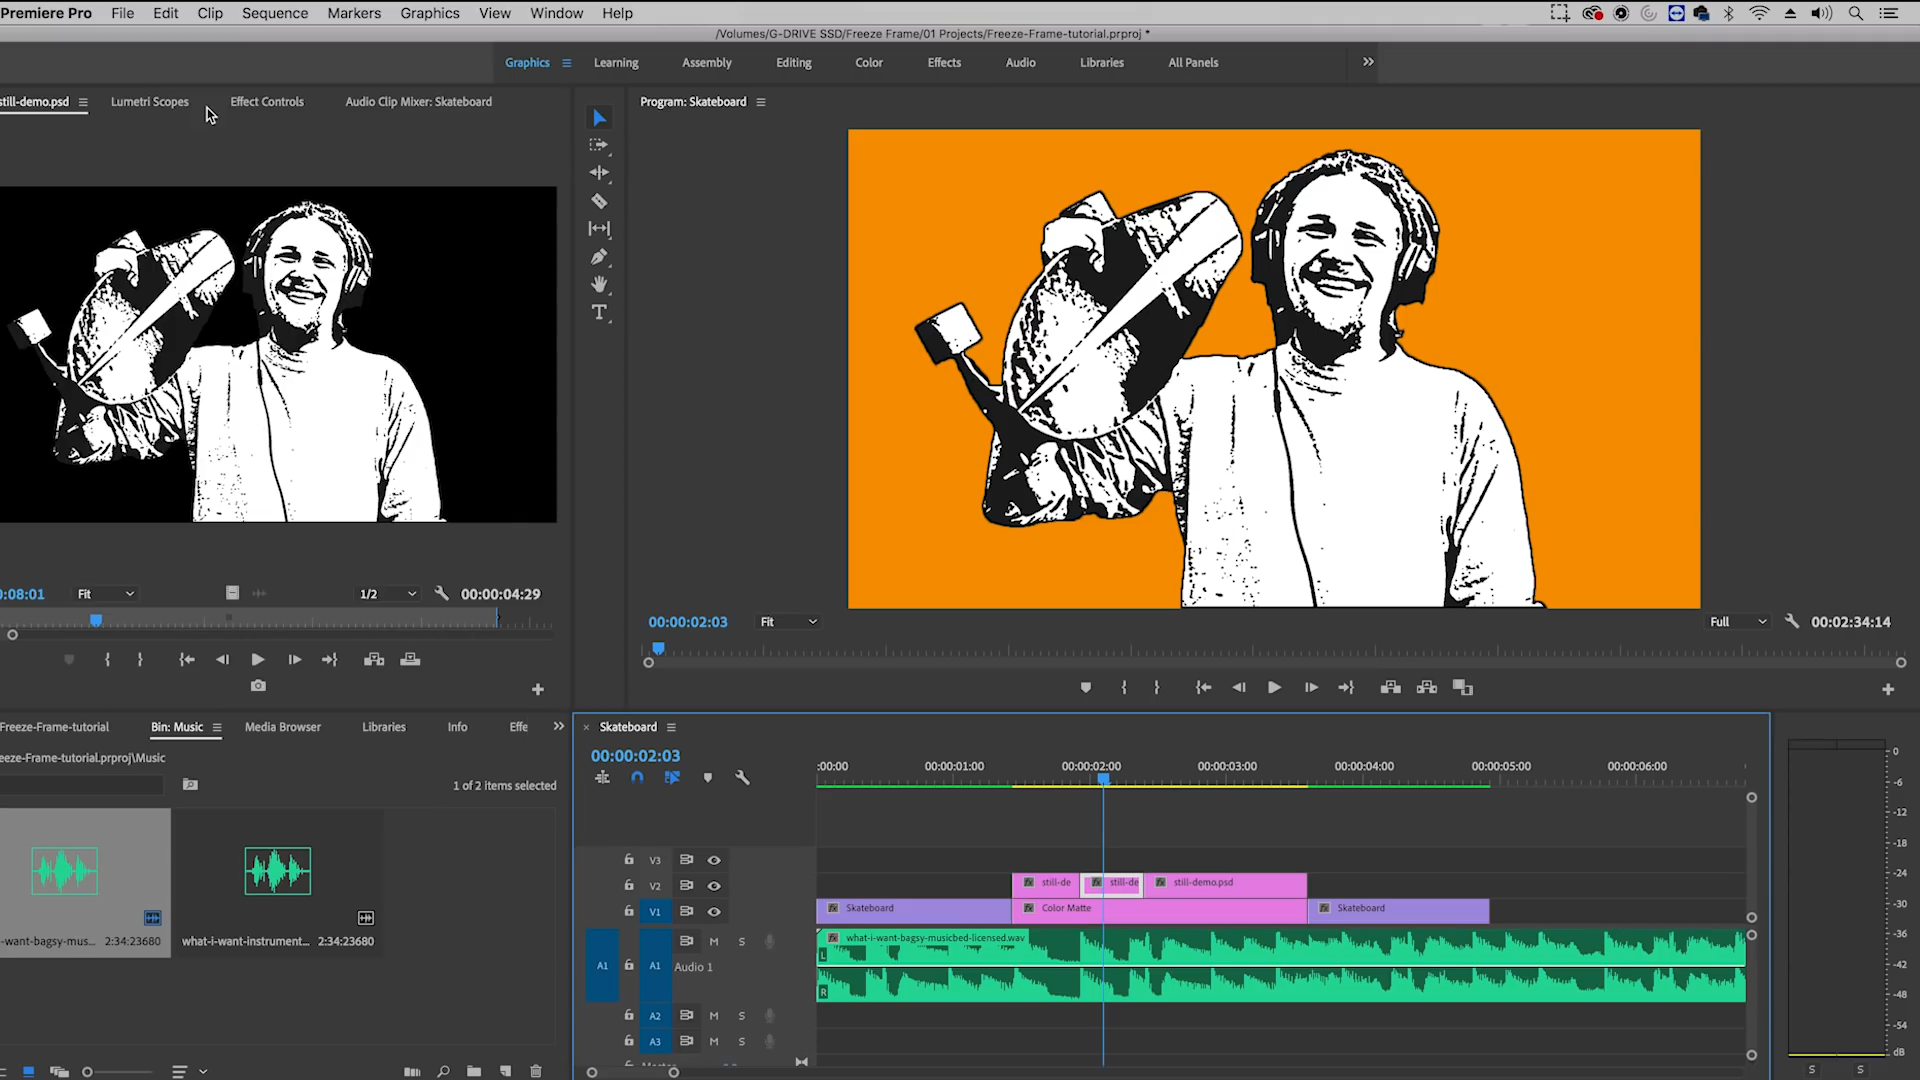 Premiere Pro File Edit Clip Sequence Markers Graphics View Window Help
/Volumes/G-DRIVE SSD/Freeze Frame/01 Projects/Freeze-Frame-tutorial.prproj *
Graphics Learning Assembly Editing Color Effects Audio Libraries All Panels
still-demo.psd Lumetri Scopes Effect Controls Audio Clip Mixer: Skateboard
Program: Skateboard
:08:01 Fit 1/2 00:00:04:29
00:00:02:03 Fit Full 00:02:34:14
Freeze-Frame-tutorial Bin: Music Media Browser Libraries Info Effe
eeze-Frame-tutorial.prproj\Music
1 of 2 items selected
-want-bagsy-mus... 2:34:23680
what-i-want-instrument... 2:34:23680
Skateboard
00:00:02:03
:00:00 00:00:01:00 00:00:02:00 00:00:03:00 00:00:04:00 00:00:05:00 00:00:06:00
V3
V2 still-de still-de still-demo.psd
V1 Skateboard Color Matte Skateboard
A1 A1 M S
Audio 1
what-i-want-bagsy-musicbed-licensed.wav
L
R
A2 M S
A3 M S
0
-6
-12
-18
-24
-30
-36
-42
-48
-54
dB
S S